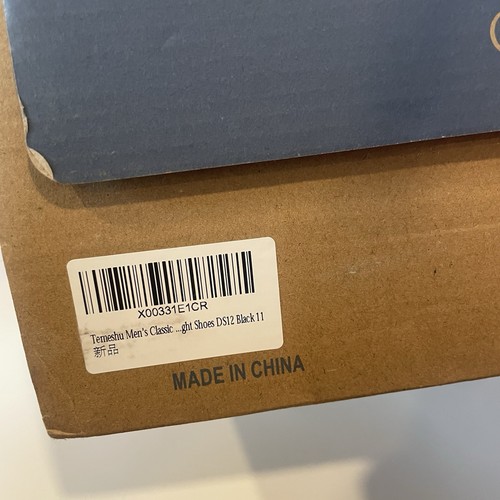 X00331E1CR
Temeshu Men's Classic ...ght Shoes DS12 Black 11
新品
MADE IN CHINA